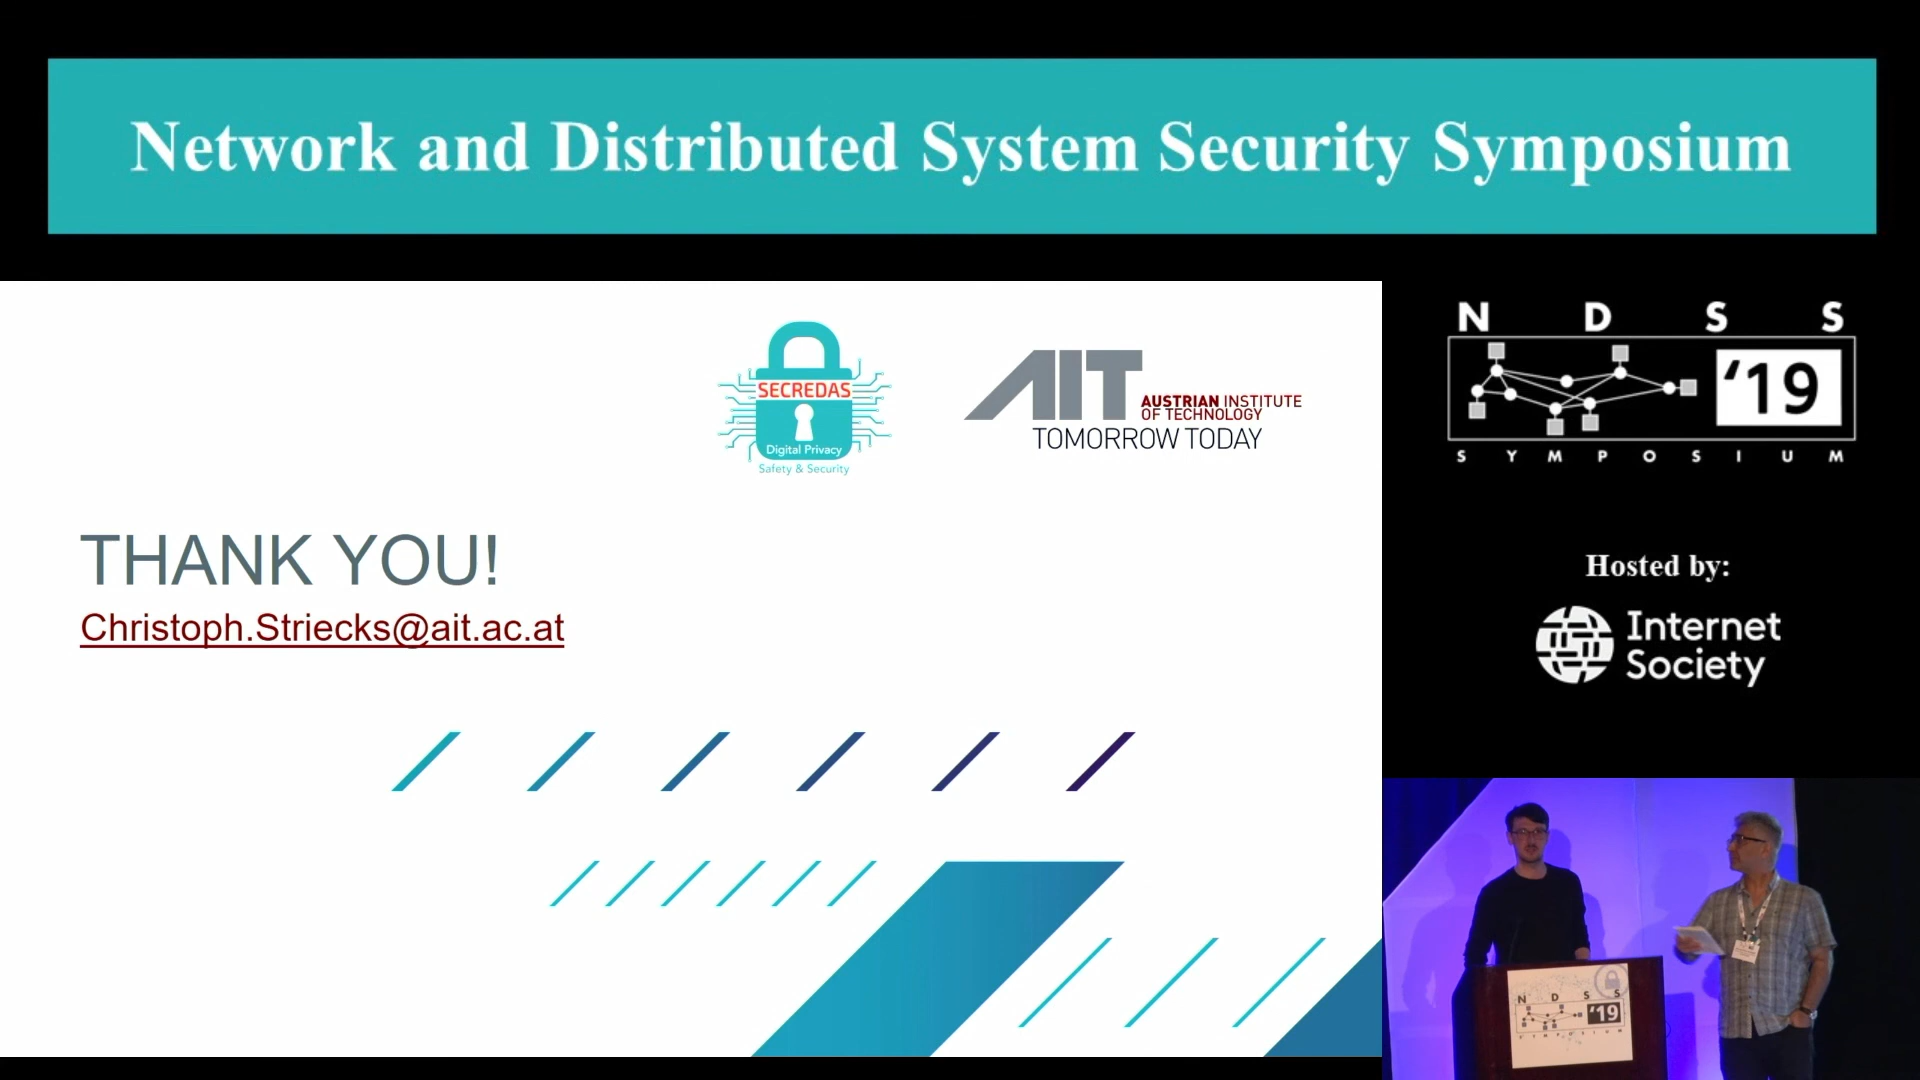 Network and Distributed System Security Symposium
SECREDAS
Digital Privacy
Safety & Security
AIT
AUSTRIAN INSTITUTE
OF TECHNOLOGY
TOMORROW TODAY
THANK YOU!
Christoph.Striecks@ait.ac.at
N D S S
'19
S Y M P O S I U M
Hosted by:
Internet
Society
N D S S
'19
S Y M P O S I U M